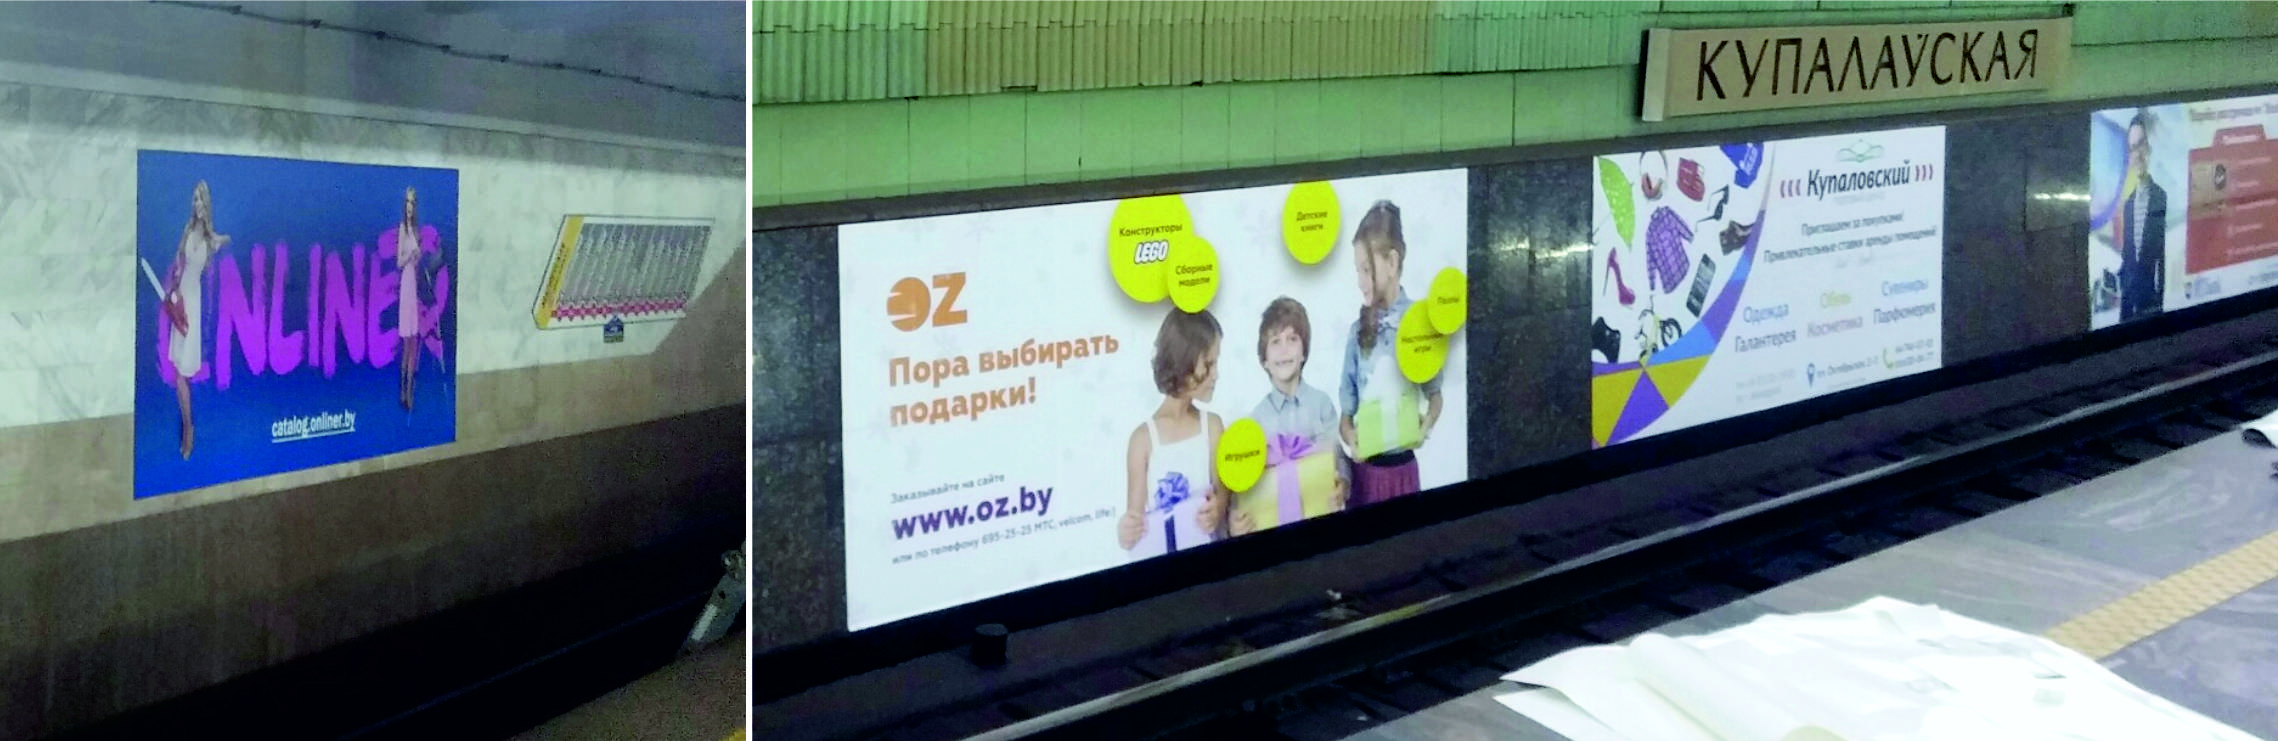 ONLINER
catalog.onliner.by
КУПАЛАЎСКАЯ
OZ
Пора выбирать
подарки!
Заказывайте на сайте
www.oz.by
или по телефону 695-25-25 МТС, velcom, life:)
Конструкторы
LEGO
Сборные
модели
Детские
книги
Пазлы
Настольные
игры
Игрушки
Купаловский
Приглашаем за покупками!
Привлекательные ставки аренды помещений!
Одежда
Обувь
Сувениры
Галантерея
Косметика
Парфюмерия